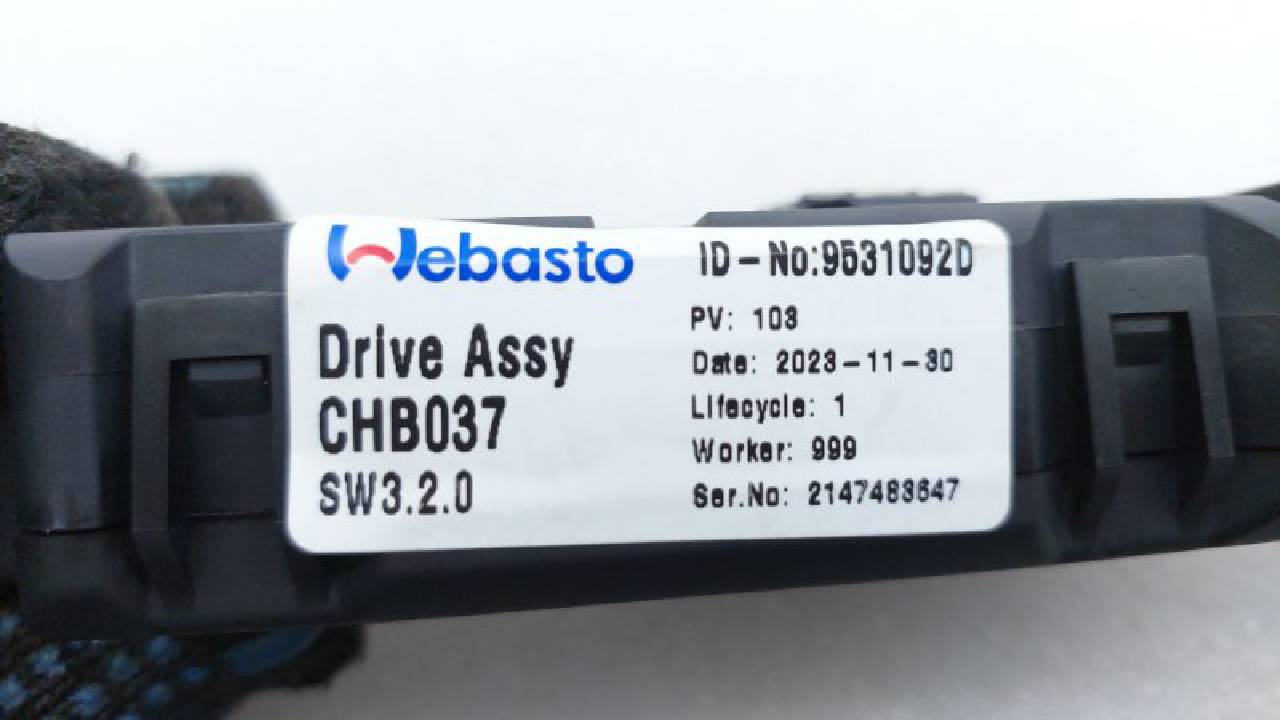 Webasto
Drive Assy
CHB037
SW3.2.0
ID-No:9531092D
PV: 103
Date: 2023-11-30
Lifecycle: 1
Worker: 999
Ser.No: 2147483647